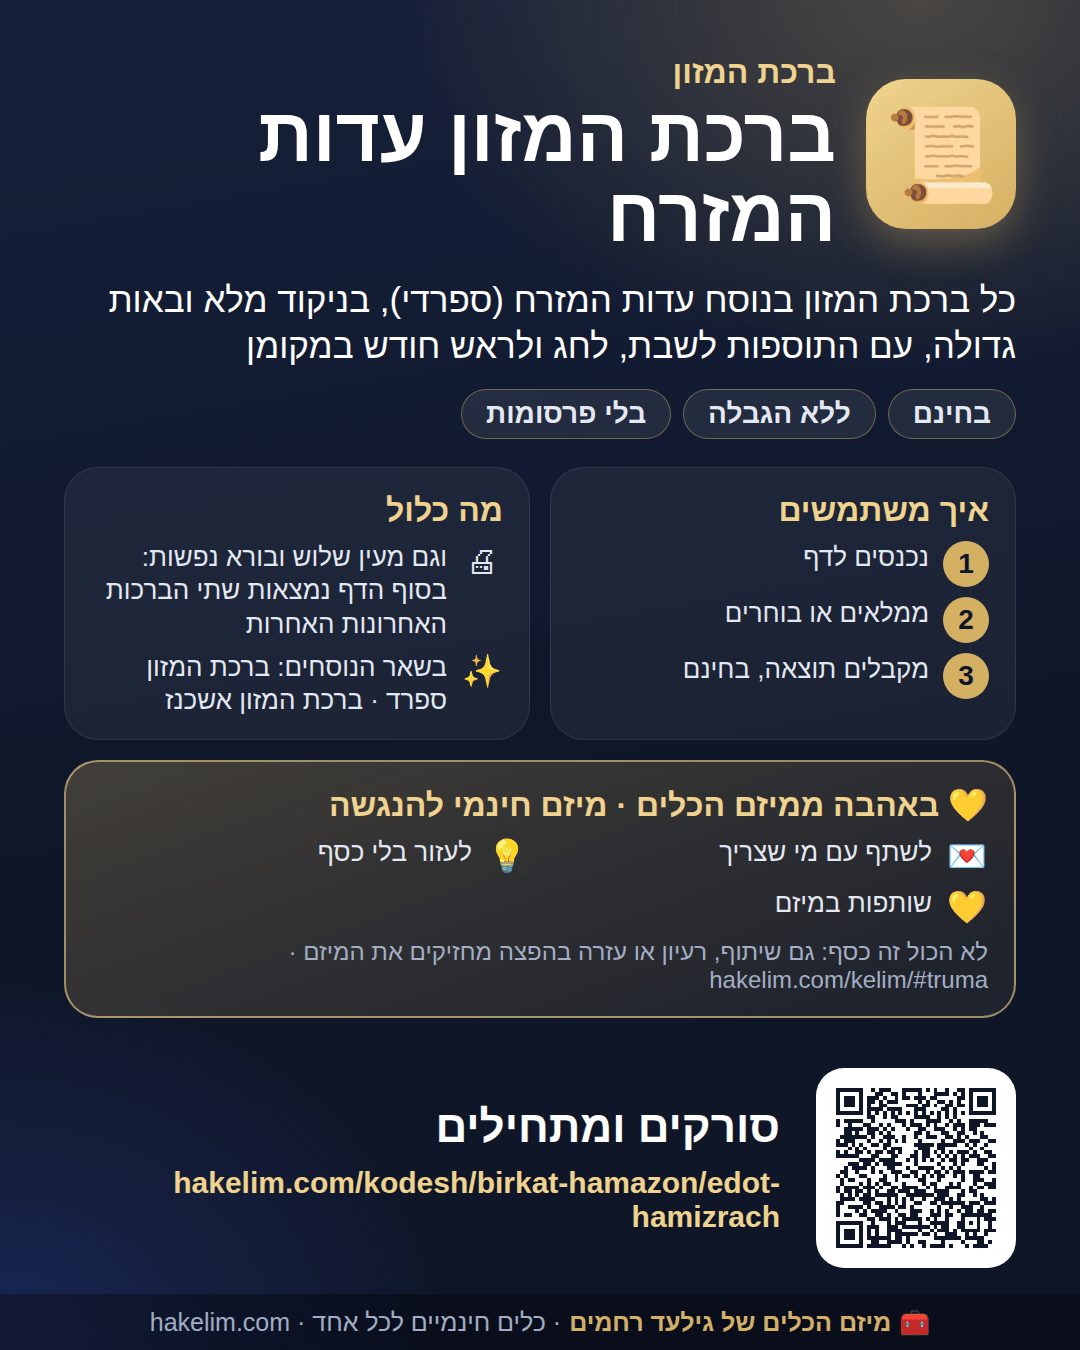 ברכת המזון
ברכת המזון עדות
המזרח
כל ברכת המזון בנוסח עדות המזרח (ספרדי), בניקוד מלא ובאות
גדולה, עם התוספות לשבת, לחג ולראש חודש במקומן
בחינם
ללא הגבלה
בלי פרסומות
איך משתמשים
1 נכנסים לדף
2 ממלאים או בוחרים
3 מקבלים תוצאה, בחינם
מה כלול
וגם מעין שלוש ובורא נפשות:
בסוף הדף נמצאות שתי הברכות
האחרונות האחרות
בשאר הנוסחים: ברכת המזון
ספרד · ברכת המזון אשכנז
באהבה ממיזם הכלים · מיזם חינמי להנגשה
לשתף עם מי שצריך
לעזור בלי כסף
שותפות במיזם
לא הכול זה כסף: גם שיתוף, רעיון או עזרה בהפצה מחזיקים את המיזם ·
hakelim.com/kelim/#truma
סורקים ומתחילים
hakelim.com/kodesh/birkat-hamazon/edot-
hamizrach
מיזם הכלים של גילעד רחמים · כלים חינמיים לכל אחד · hakelim.com